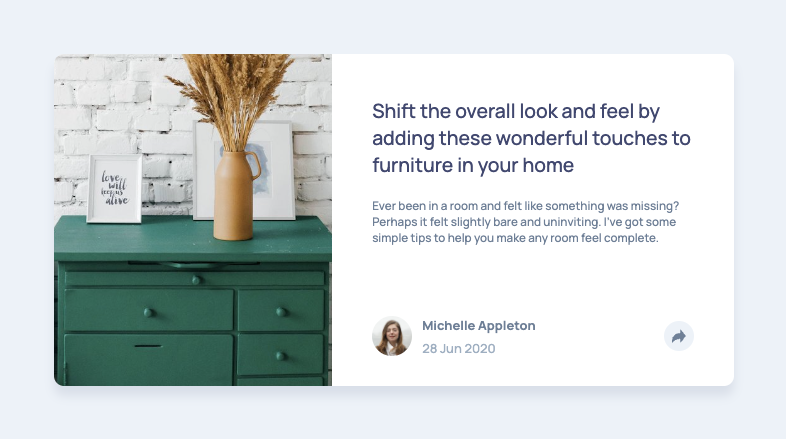 love
will
keep us
alive
Shift the overall look and feel by
adding these wonderful touches to
furniture in your home
Ever been in a room and felt like something was missing?
Perhaps it felt slightly bare and uninviting. I've got some
simple tips to help you make any room feel complete.
Michelle Appleton
28 Jun 2020